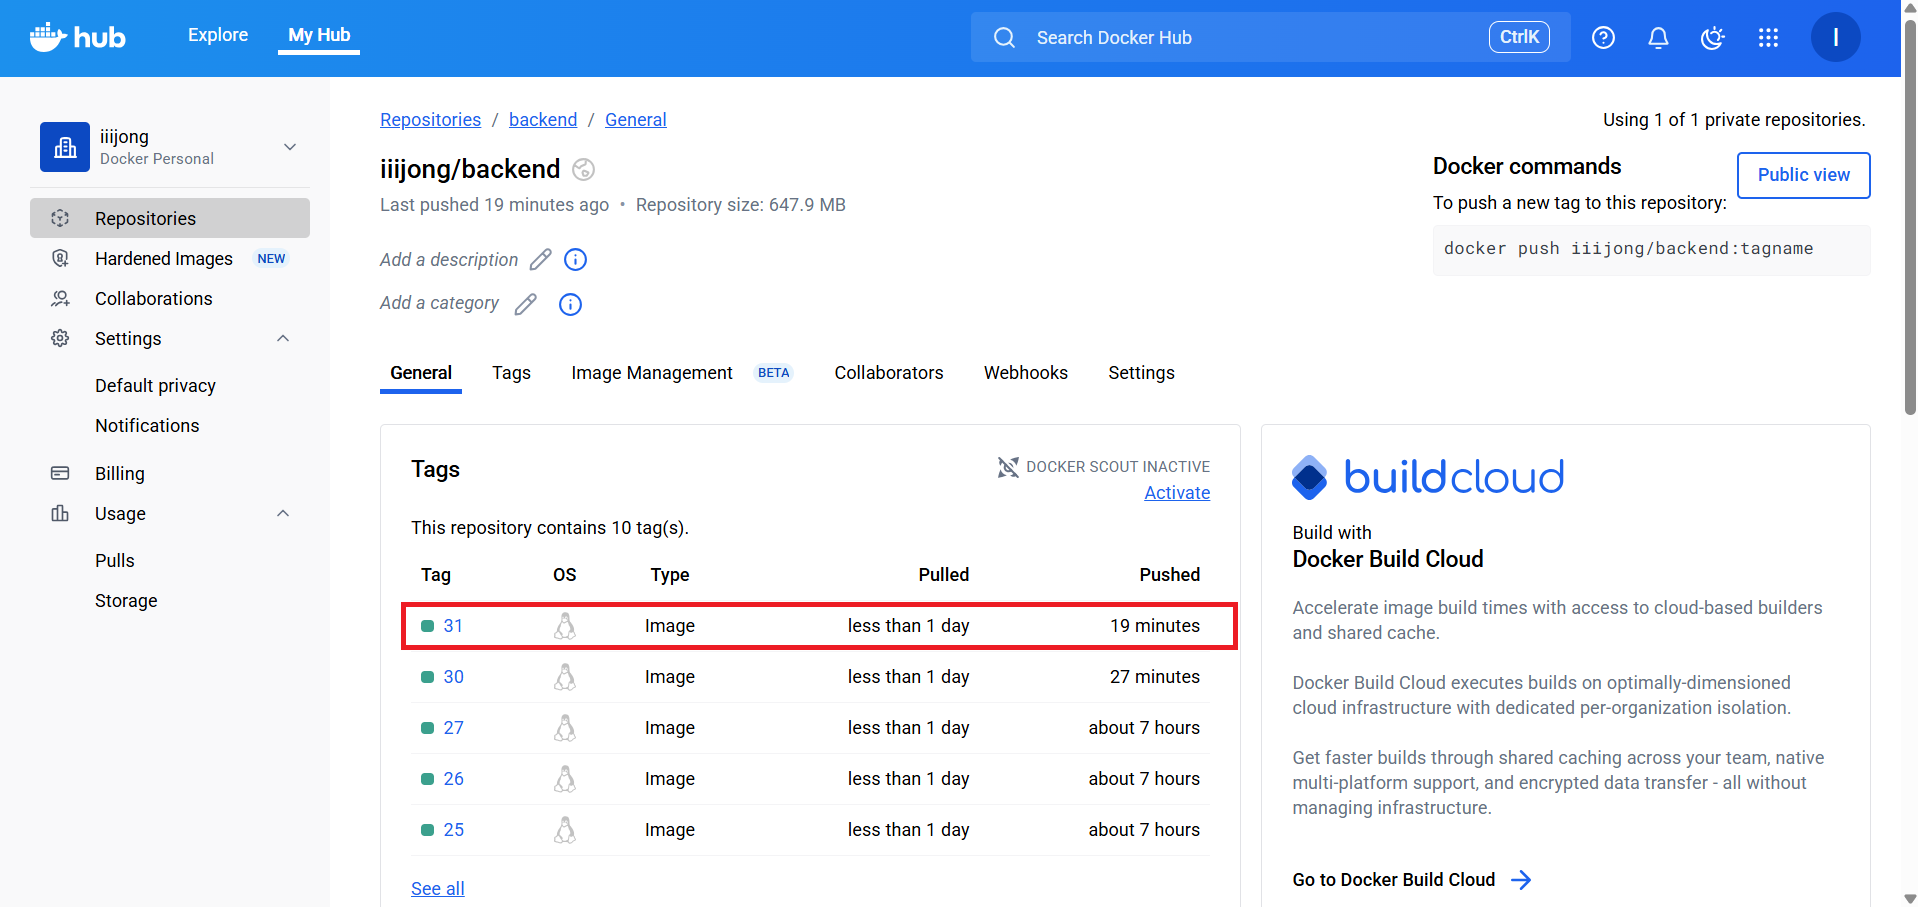 hub
Explore
My Hub
Search Docker Hub
CtrlK
I
iiijong
Docker Personal
Repositories
Hardened Images NEW
Collaborations
Settings
Default privacy
Notifications
Billing
Usage
Pulls
Storage
Repositories / backend / General
Using 1 of 1 private repositories.
iiijong/backend
Last pushed 19 minutes ago • Repository size: 647.9 MB
Add a description
Add a category
Docker commands
Public view
To push a new tag to this repository:
docker push iiijong/backend:tagname
General Tags Image Management BETA Collaborators Webhooks Settings
Tags
DOCKER SCOUT INACTIVE
Activate
This repository contains 10 tag(s).
Tag OS Type Pulled Pushed
31 Image less than 1 day 19 minutes
30 Image less than 1 day 27 minutes
27 Image less than 1 day about 7 hours
26 Image less than 1 day about 7 hours
25 Image less than 1 day about 7 hours
See all
buildcloud
Build with
Docker Build Cloud
Accelerate image build times with access to cloud-based builders
and shared cache.
Docker Build Cloud executes builds on optimally-dimensioned
cloud infrastructure with dedicated per-organization isolation.
Get faster builds through shared caching across your team, native
multi-platform support, and encrypted data transfer - all without
managing infrastructure.
Go to Docker Build Cloud